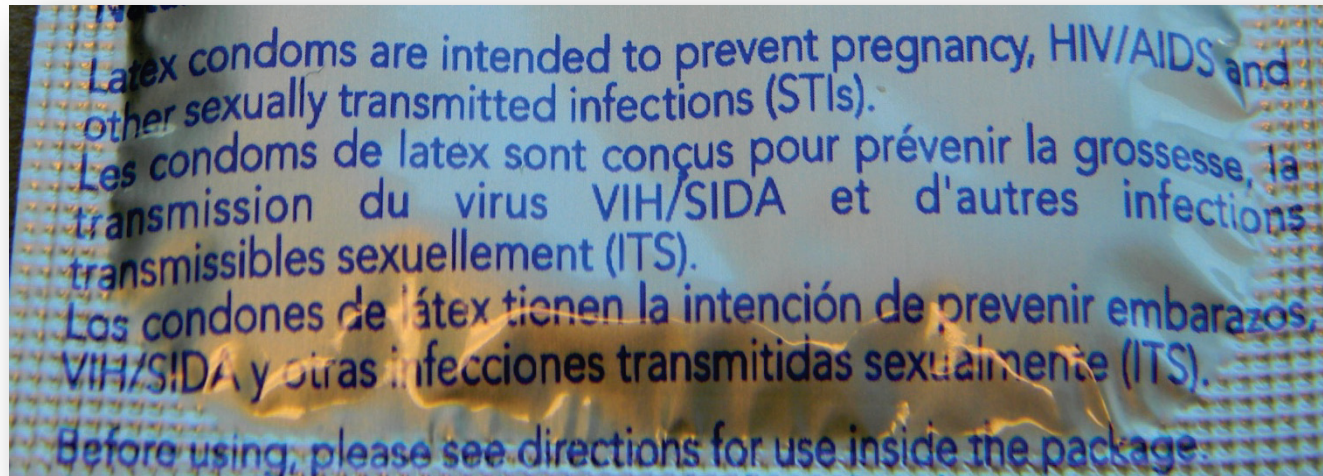 Latex condoms are intended to prevent pregnancy, HIV/AIDS and
other sexually transmitted infections (STIs).
Les condoms de latex sont conçus pour prévenir la grossesse, la
transmission du virus VIH/SIDA et d'autres infections
transmissibles sexuellement (ITS).
Los condones de látex tienen la intención de prevenir embarazos,
VIH/SIDA y otras infecciones transmitidas sexualmente (ITS).
Before using, please see directions for use inside the package.